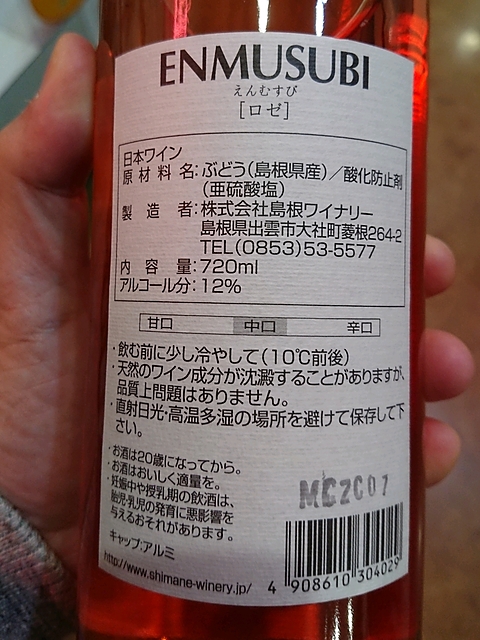 ENMUSUBI
えんむすび
[ロゼ]
日本ワイン
原材料名:ぶどう(島根県産)/酸化防止剤
(亜硫酸塩)
製造者:株式会社島根ワイナリー
島根県出雲市大社町菱根264-2
TEL(0853)53-5577
内容量:720ml
アルコール分:12%
甘口 中口 辛口
・飲む前に少し冷やして(10℃前後)
・天然のワイン成分が沈澱することがありますが、
品質上問題はありません。
・直射日光・高温多湿の場所を避けて保存して下
さい。
・お酒は20歳になってから。
・お酒はおいしく適量を。
・妊娠中や授乳期の飲酒は、
胎児・乳児の発育に悪影響を
与えるおそれがあります。
キャップ:アルミ
http://www.shimane-winery.jp/
MC2C07
4 908610 304029